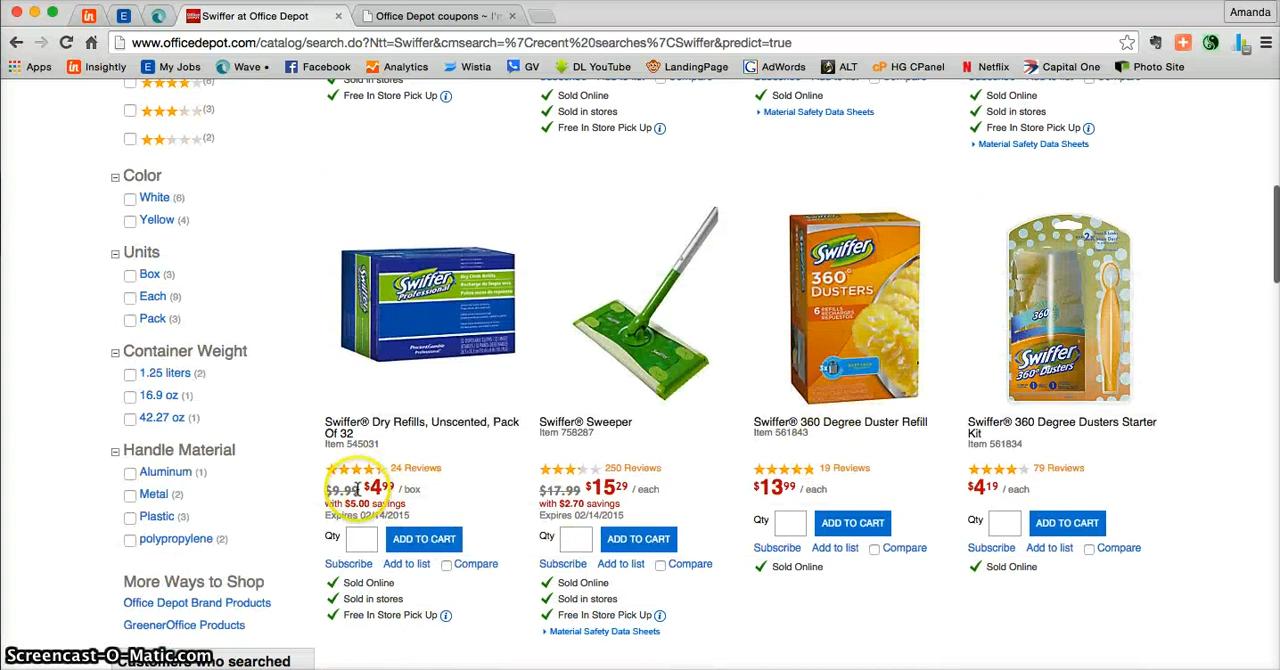 Swiffer at Office Depot
Office Depot coupons ~ I'm
Amanda
www.officedepot.com/catalog/search.do?Ntt=Swiffer&cmsearch=%7Crecent%20searches%7CSwiffer&predict=true
Apps Insightly My Jobs Wave Facebook Analytics Wistia GV DL YouTube LandingPage AdWords ALT HG CPanel Netflix Capital One Photo Site
(3)
(2)
Color
White (6)
Yellow (4)
Units
Box (3)
Each (9)
Pack (3)
Container Weight
1.25 liters (2)
16.9 oz (1)
42.27 oz (1)
Handle Material
Aluminum (1)
Metal (2)
Plastic (3)
polypropylene (2)
More Ways to Shop
Office Depot Brand Products
GreenerOffice Products
Customers who searched
Sold in stores
Free In Store Pick Up
Sold Online
Sold in stores
Free In Store Pick Up
Sold Online
Material Safety Data Sheets
Sold Online
Sold in stores
Free In Store Pick Up
Material Safety Data Sheets
Swiffer
Professional
Swiffer
360°
DUSTERS
6 REFILLS
360
Swiffer
360° Dusters
Swiffer® Dry Refills, Unscented, Pack
Of 32
Item 545031
24 Reviews
$9.99 $4.99 / box
with $5.00 savings
Expires 02/14/2015
Qty ADD TO CART
Subscribe Add to list Compare
Sold Online
Sold in stores
Free In Store Pick Up
Swiffer® Sweeper
Item 758287
250 Reviews
$17.99 $15.29 / each
with $2.70 savings
Expires 02/14/2015
Qty ADD TO CART
Subscribe Add to list Compare
Sold Online
Sold in stores
Free In Store Pick Up
Material Safety Data Sheets
Swiffer® 360 Degree Duster Refill
Item 561843
19 Reviews
$13.99 / each
Qty ADD TO CART
Subscribe Add to list Compare
Sold Online
Swiffer® 360 Degree Dusters Starter
Kit
Item 561834
79 Reviews
$4.19 / each
Qty ADD TO CART
Subscribe Add to list Compare
Sold Online
Screencast-O-Matic.com